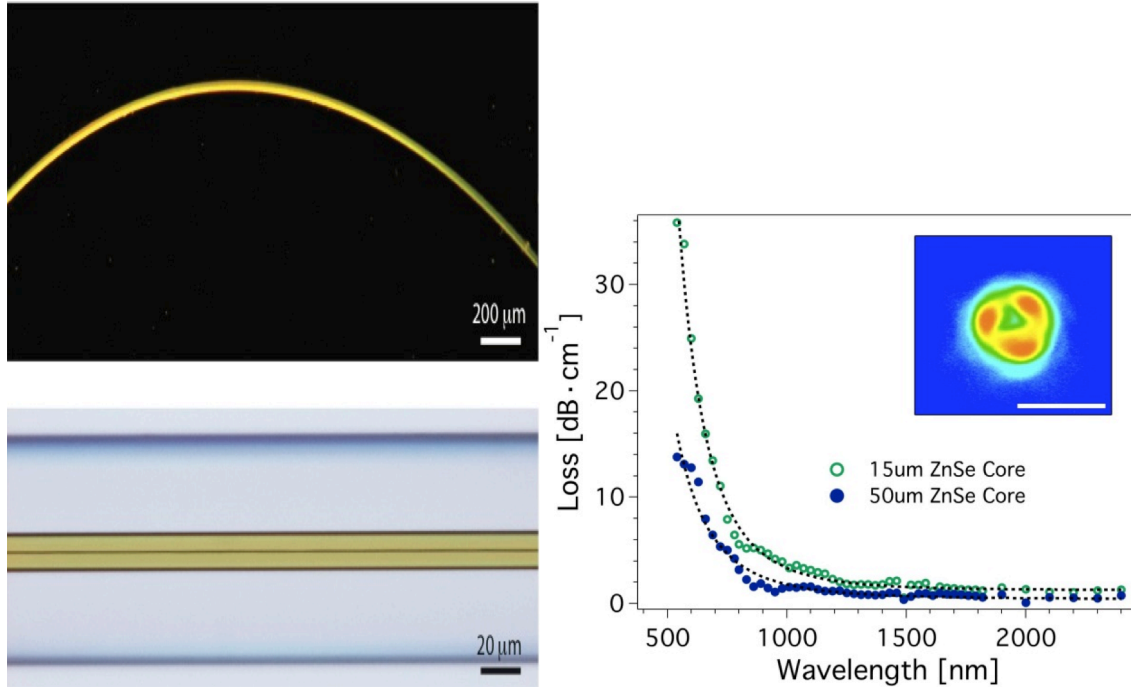 200 μm
20 μm
Loss [dB · cm⁻¹]
30
20
10
0
15um ZnSe Core
50um ZnSe Core
500
1000
1500
2000
Wavelength [nm]